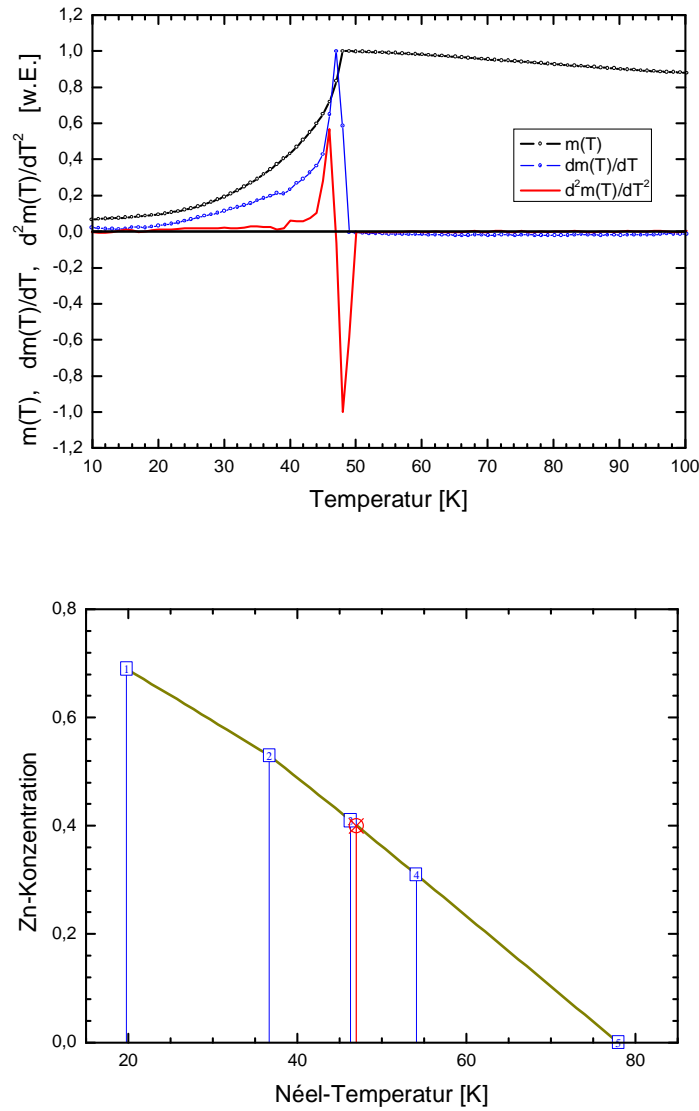 m(T), dm(T)/dT, d²m(T)/dT² [w.E.]
1,2
1,0
0,8
0,6
0,4
0,2
0,0
-0,2
-0,4
-0,6
-0,8
-1,0
-1,2
m(T)
dm(T)/dT
d²m(T)/dT²
10 20 30 40 50 60 70 80 90 100
Temperatur [K]
Zn-Konzentration
0,8
0,6
0,4
0,2
0,0
1
2
3
4
5
20 40 60 80
Néel-Temperatur [K]